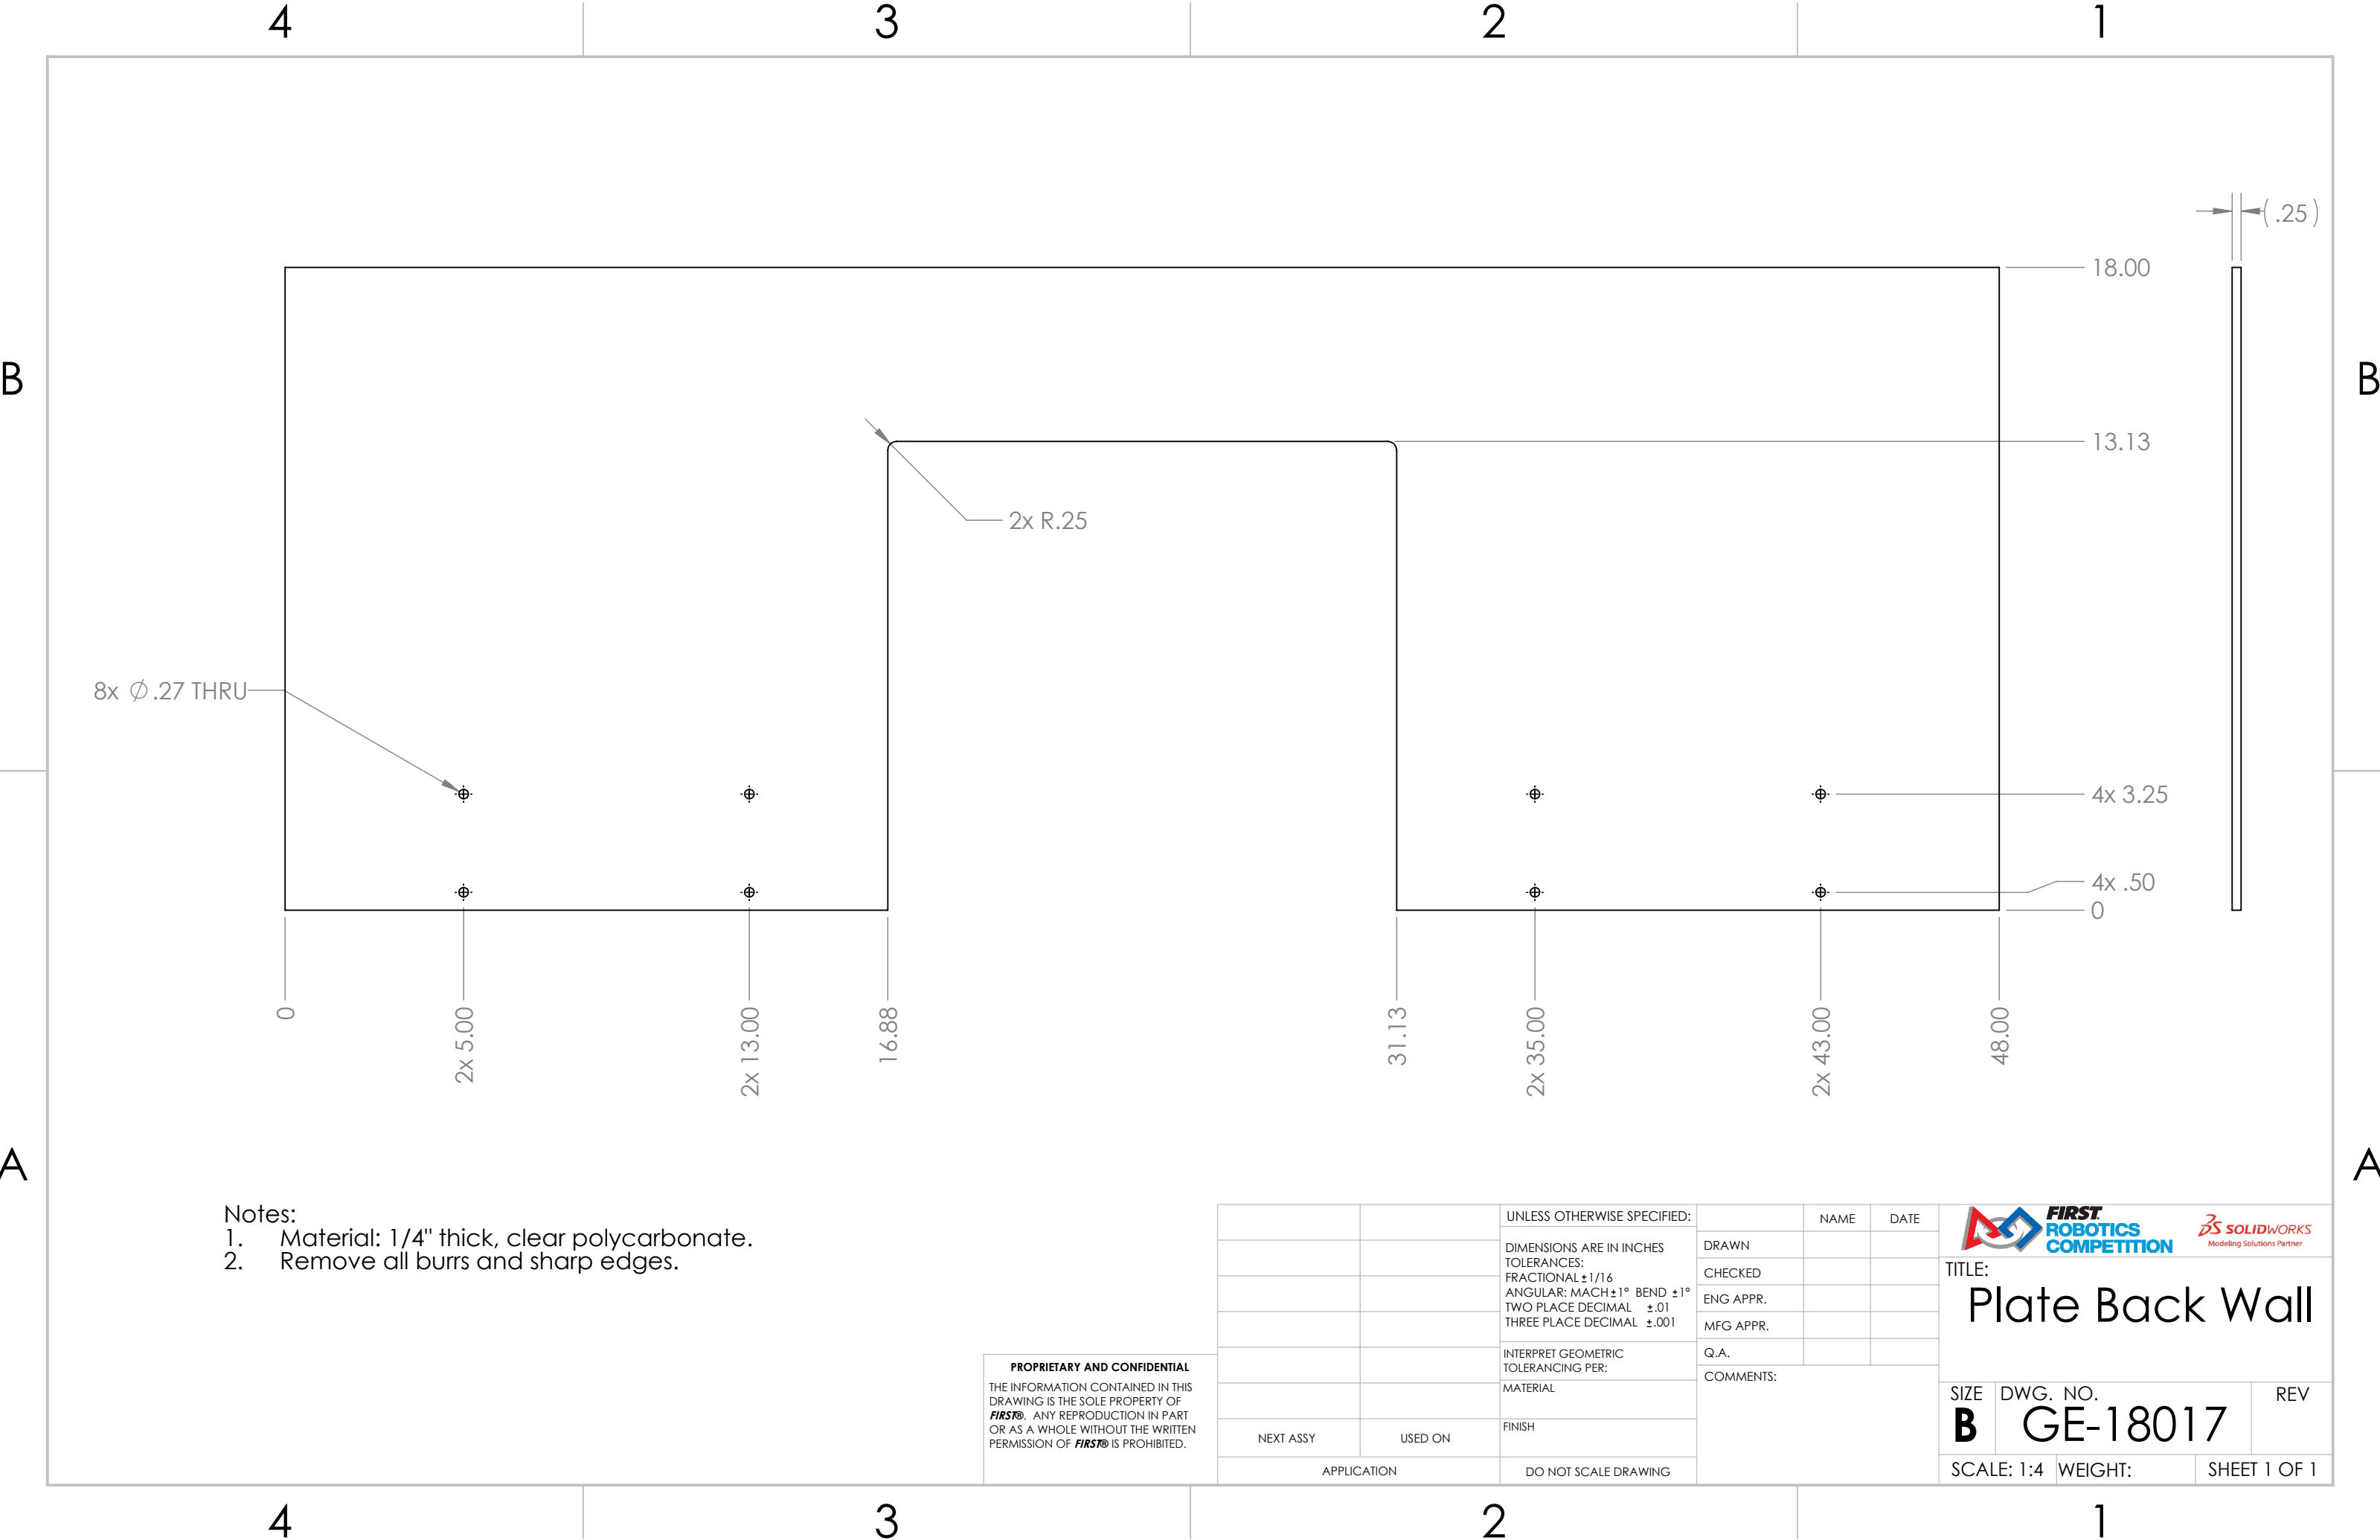 4 3 2 1
(.25)
18.00
B B
13.13
2x R.25
8x Ø .27 THRU
4x 3.25
4x .50
0
0
2x 5.00
2x 13.00
16.88
31.13
2x 35.00
2x 43.00
48.00
A A
Notes:
1. Material: 1/4" thick, clear polycarbonate.
2. Remove all burrs and sharp edges.
PROPRIETARY AND CONFIDENTIAL
THE INFORMATION CONTAINED IN THIS
DRAWING IS THE SOLE PROPERTY OF
FIRST®. ANY REPRODUCTION IN PART
OR AS A WHOLE WITHOUT THE WRITTEN
PERMISSION OF FIRST® IS PROHIBITED.
NEXT ASSY USED ON
APPLICATION
UNLESS OTHERWISE SPECIFIED:
DIMENSIONS ARE IN INCHES
TOLERANCES:
FRACTIONAL ±1/16
ANGULAR: MACH ±1° BEND ±1°
TWO PLACE DECIMAL ±.01
THREE PLACE DECIMAL ±.001
INTERPRET GEOMETRIC
TOLERANCING PER:
MATERIAL
FINISH
DO NOT SCALE DRAWING
NAME DATE
DRAWN
CHECKED
ENG APPR.
MFG APPR.
Q.A.
COMMENTS:
FIRST®
ROBOTICS
COMPETITION
SOLIDWORKS
Modeling Solutions Partner
TITLE:
Plate Back Wall
SIZE DWG. NO. REV
B GE-18017
SCALE: 1:4 WEIGHT: SHEET 1 OF 1
4 3 2 1